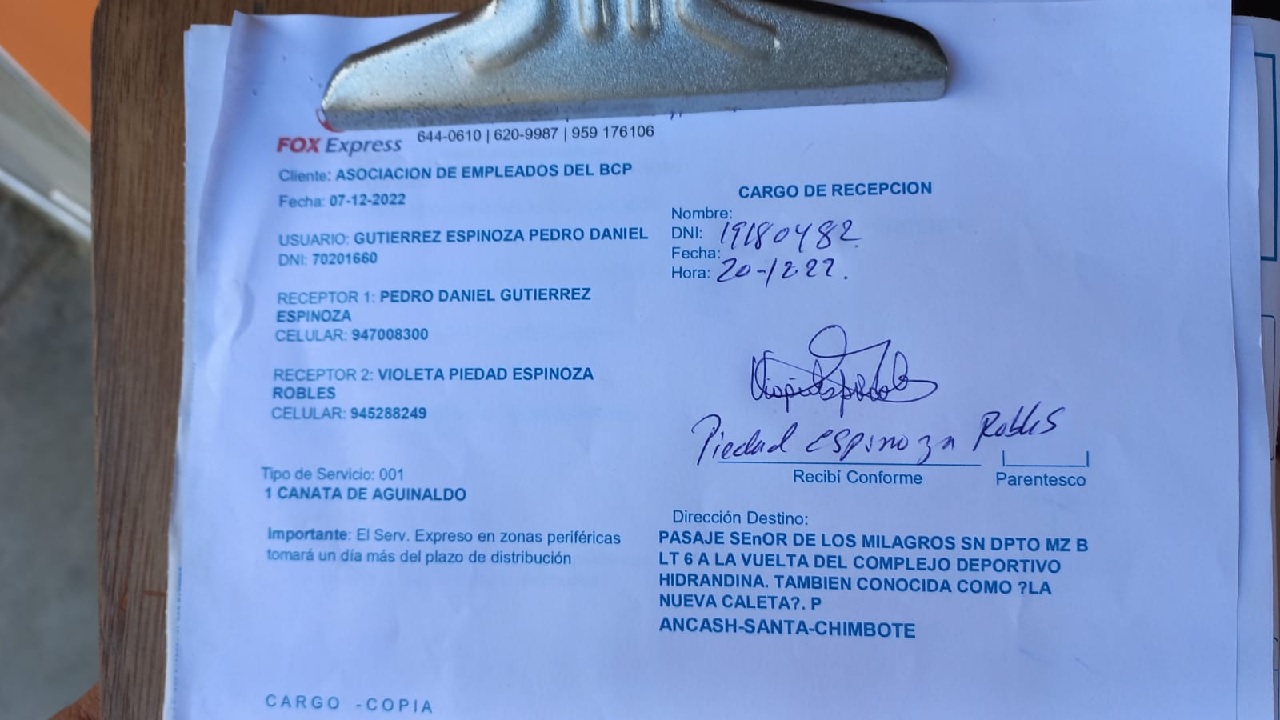 FOX Express 644-0610 | 620-9987 | 959 176106
Cliente: ASOCIACION DE EMPLEADOS DEL BCP
Fecha: 07-12-2022
USUARIO: GUTIERREZ ESPINOZA PEDRO DANIEL
DNI: 70201660
RECEPTOR 1: PEDRO DANIEL GUTIERREZ
ESPINOZA
CELULAR: 947008300
RECEPTOR 2: VIOLETA PIEDAD ESPINOZA
ROBLES
CELULAR: 945288249
Tipo de Servicio: 001
1 CANATA DE AGUINALDO
Importante: El Serv. Expreso en zonas periféricas
tomará un día más del plazo de distribución
CARGO -COPIA
CARGO DE RECEPCION
Nombre:
DNI: 19180482
Fecha:
Hora: 20-12-22.
Piedad Espinoza Robles
Recibí Conforme Parentesco
Dirección Destino:
PASAJE SEnOR DE LOS MILAGROS SN DPTO MZ B
LT 6 A LA VUELTA DEL COMPLEJO DEPORTIVO
HIDRANDINA. TAMBIEN CONOCIDA COMO ?LA
NUEVA CALETA?. P
ANCASH-SANTA-CHIMBOTE